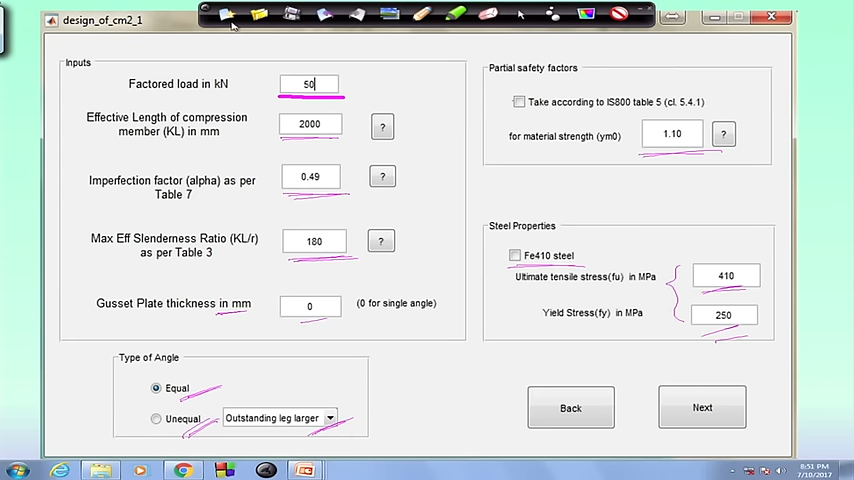 design_of_cm2_1
Inputs
Factored load in kN
50
Effective Length of compression
member (KL) in mm
2000
?
Imperfection factor (alpha) as per
Table 7
0.49
?
Max Eff Slenderness Ratio (KL/r)
as per Table 3
180
?
Gusset Plate thickness in mm
0
(0 for single angle)
Type of Angle
Equal
Unequal
Outstanding leg larger
Partial safety factors
Take according to IS800 table 5 (cl. 5.4.1)
for material strength (ym0)
1.10
?
Steel Properties
Fe410 steel
Ultimate tensile stress(fu) in MPa
410
Yield Stress(fy) in MPa
250
Back
Next
8:51 PM
7/10/2017